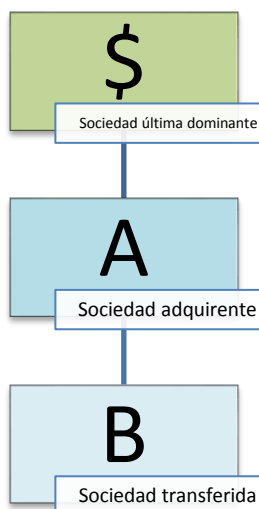 $
Sociedad última dominante
A
Sociedad adquirente
B
Sociedad transferida